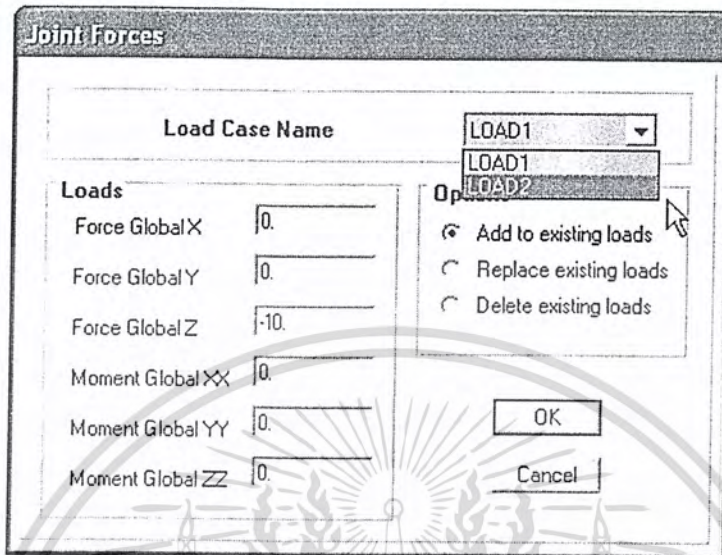 Joint Forces
Load Case Name
LOAD1
LOAD1
LOAD2
Loads
Force Global X
0.
Force Global Y
0.
Force Global Z
-10.
Moment Global XX
0.
Moment Global YY
0.
Moment Global ZZ
0.
Options
Add to existing loads
Replace existing loads
Delete existing loads
OK
Cancel